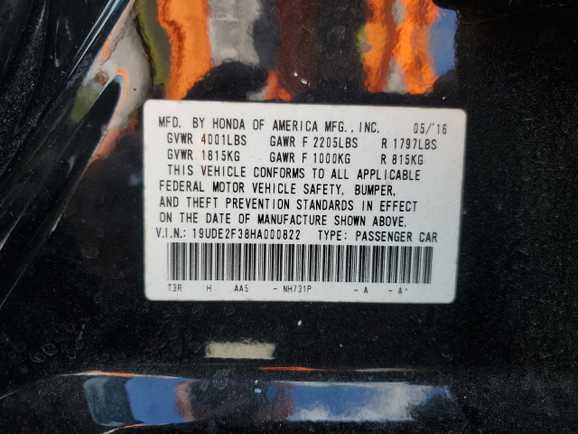 MFD. BY HONDA OF AMERICA MFG., INC. 05/'16
GVWR 4001LBS GAWR F 2205LBS R 1797LBS
GVWR 1815KG GAWR F 1000KG R 815KG
THIS VEHICLE CONFORMS TO ALL APPLICABLE
FEDERAL MOTOR VEHICLE SAFETY, BUMPER,
AND THEFT PREVENTION STANDARDS IN EFFECT
ON THE DATE OF MANUFACTURE SHOWN ABOVE.
V.I.N.: 19UDE2F38HA000822 TYPE: PASSENGER CAR
T3R H AA5 - NH731P - A - A*